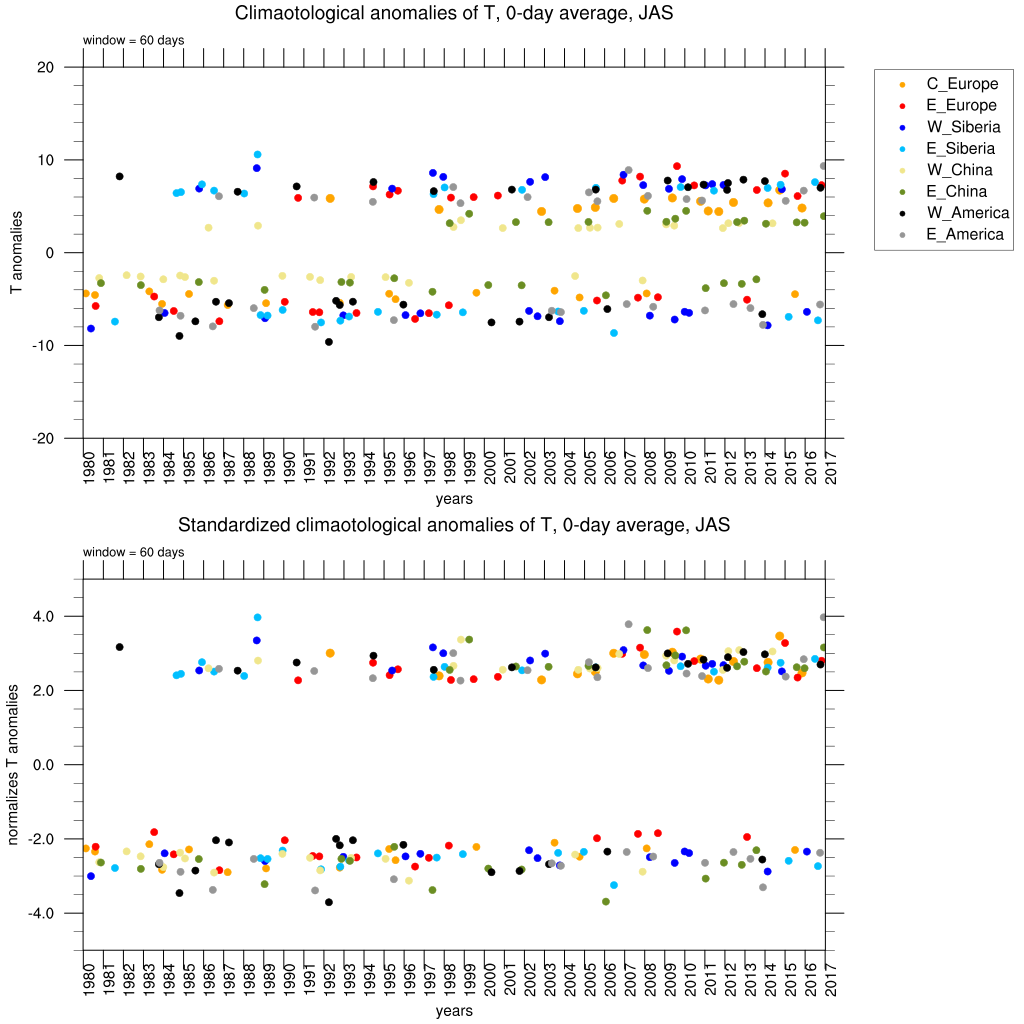 Climaotological anomalies of T, 0-day average, JAS
window = 60 days
20
10
0
-10
-20
T anomalies
1980 1981 1982 1983 1984 1985 1986 1987 1988 1989 1990 1991 1992 1993 1994 1995 1996 1997 1998 1999 2000 2001 2002 2003 2004 2005 2006 2007 2008 2009 2010 2011 2012 2013 2014 2015 2016 2017
years
C_Europe
E_Europe
W_Siberia
E_Siberia
W_China
E_China
W_America
E_America
Standardized climaotological anomalies of T, 0-day average, JAS
window = 60 days
4.0
2.0
0.0
-2.0
-4.0
normalizes T anomalies
1980 1981 1982 1983 1984 1985 1986 1987 1988 1989 1990 1991 1992 1993 1994 1995 1996 1997 1998 1999 2000 2001 2002 2003 2004 2005 2006 2007 2008 2009 2010 2011 2012 2013 2014 2015 2016 2017
years